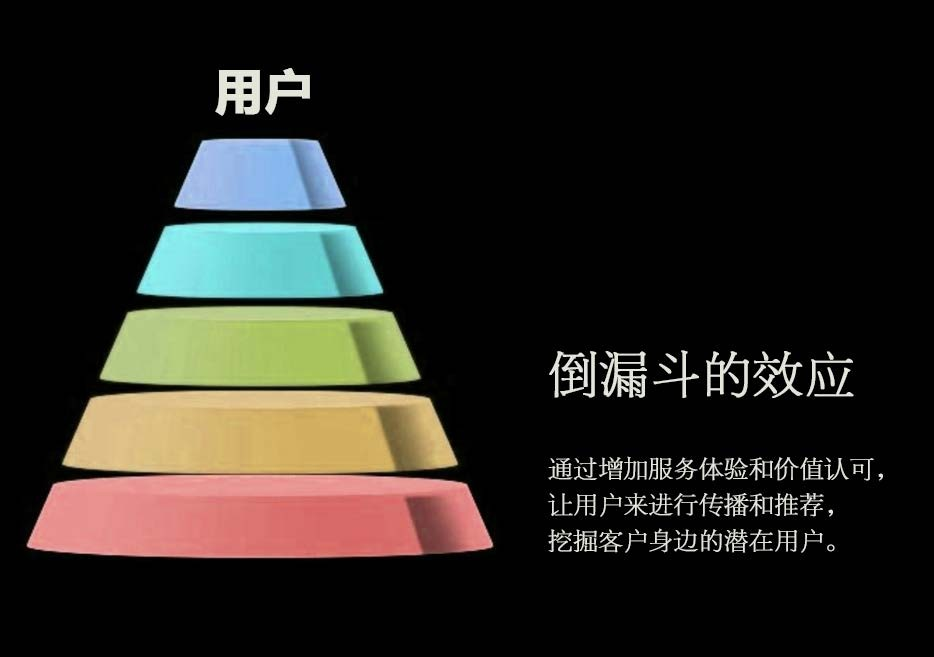 用户
倒漏斗的效应
通过增加服务体验和价值认可，
让用户来进行传播和推荐，
挖掘客户身边的潜在用户。